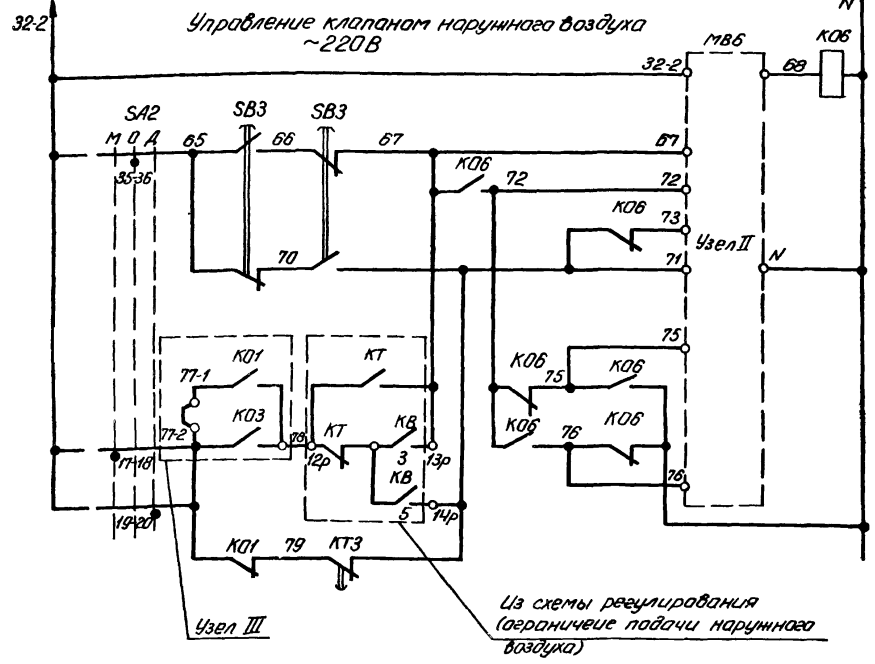 32-2
Управление клапаном наружного воздуха
~220В
N
КО6
МВ6
32-2
68
SA2
М О Д
65
SB3
66
SB3
67
67
35-36
КО6
72
72
КО6
73
Узел II
70
71
N
КО1
КТ
77-1
75
КО6
75
КО6
КО3
77-2
78
КТ
КВ
КО6
76
КО6
17-18
12р
3
13р
КВ
76
19-20
5
14р
КО1
79
КТ3
Узел III
Из схемы регулирования
(ограничеие подачи наружного
воздуха)